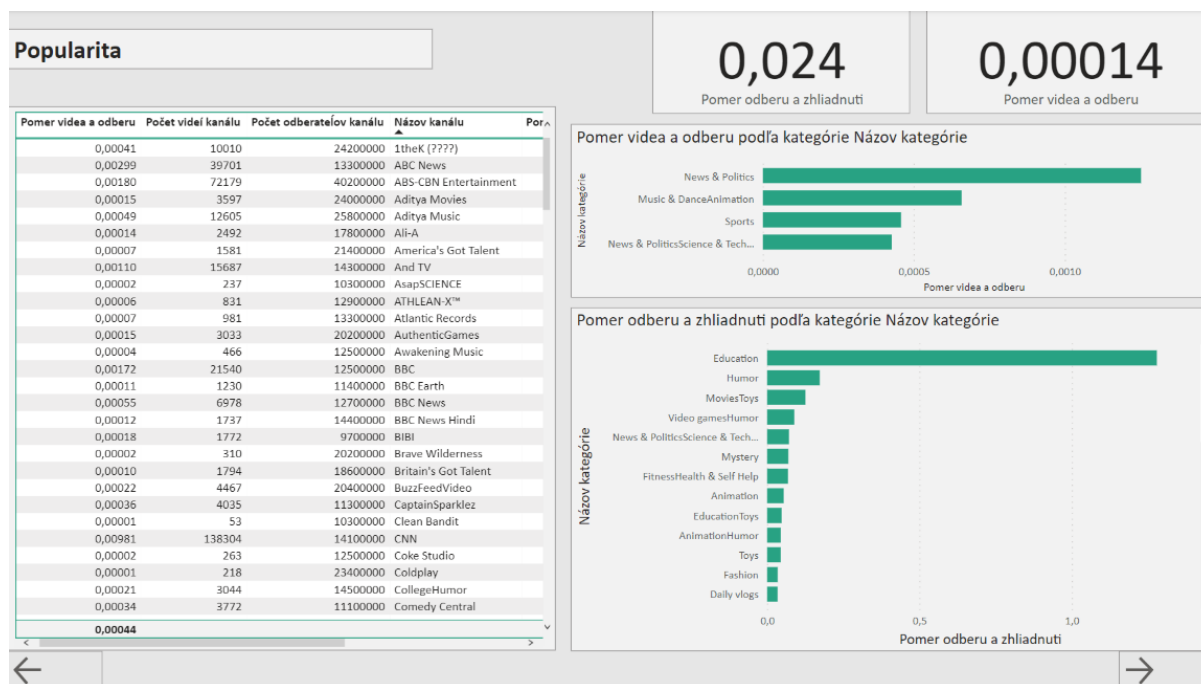 Popularita
0,024
Pomer odberu a zhliadnutí
0,00014
Pomer videa a odberu
Pomer videa a odberu Počet videí kanálu Počet odberateľov kanálu Názov kanálu Por
0,00041 10010 24200000 1theK (????)
0,00299 39701 13300000 ABC News
0,00180 72179 40200000 ABS-CBN Entertainment
0,00015 3597 24000000 Aditya Movies
0,00049 12605 25800000 Aditya Music
0,00014 2492 17800000 Ali-A
0,00007 1581 21400000 America's Got Talent
0,00110 15687 14300000 And TV
0,00002 237 10300000 AsapSCIENCE
0,00006 831 12900000 ATHLEAN-X™
0,00007 981 13300000 Atlantic Records
0,00015 3033 20200000 AuthenticGames
0,00004 466 12500000 Awakening Music
0,00172 21540 12500000 BBC
0,00011 1230 11400000 BBC Earth
0,00055 6978 12700000 BBC News
0,00012 1737 14400000 BBC News Hindi
0,00018 1772 9700000 BIBI
0,00002 310 20200000 Brave Wilderness
0,00010 1794 18600000 Britain's Got Talent
0,00022 4467 20400000 BuzzFeedVideo
0,00036 4035 11300000 CaptainSparklez
0,00001 53 10300000 Clean Bandit
0,00981 138304 14100000 CNN
0,00002 263 12500000 Coke Studio
0,00001 218 23400000 Coldplay
0,00021 3044 14500000 CollegeHumor
0,00034 3772 11100000 Comedy Central
0,00044
Pomer videa a odberu podľa kategórie Názov kategórie
Názov kategórie
News & Politics
Music & DanceAnimation
Sports
News & PoliticsScience & Tech...
0,0000 0,0005 0,0010
Pomer videa a odberu
Pomer odberu a zhliadnutí podľa kategórie Názov kategórie
Názov kategórie
Education
Humor
MoviesToys
Video gamesHumor
News & PoliticsScience & Tech...
Mystery
FitnessHealth & Self Help
Animation
EducationToys
AnimationHumor
Toys
Fashion
Daily vlogs
0,0 0,5 1,0
Pomer odberu a zhliadnutí